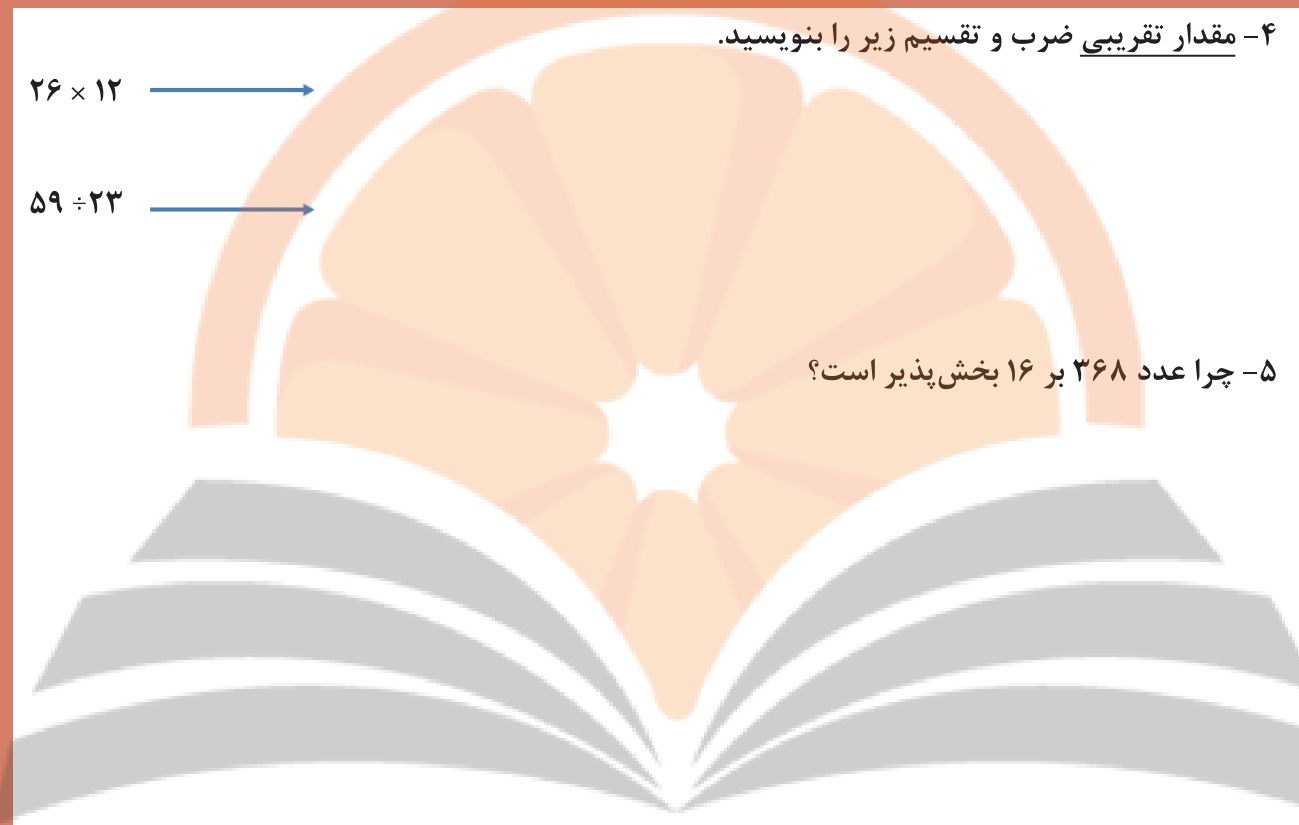 ۴- مقدار تقریبی ضرب و تقسیم زیر را بنویسید.
۲۶ × ۱۲
۵۹ ÷۲۳
۵- چرا عدد ۳۶۸ بر ۱۶ بخش‌پذیر است؟